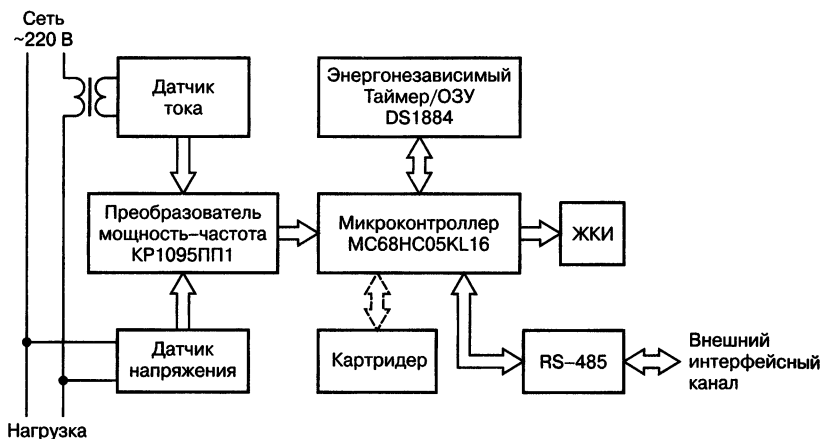 Сеть
~220 В
Датчик
тока
Энергонезависимый
Таймер/ОЗУ
DS1884
Преобразователь
мощность–частота
КР1095ПП1
Микроконтроллер
MC68HC05KL16
ЖКИ
Датчик
напряжения
Картридер
RS–485
Внешний
интерфейсный
канал
Нагрузка